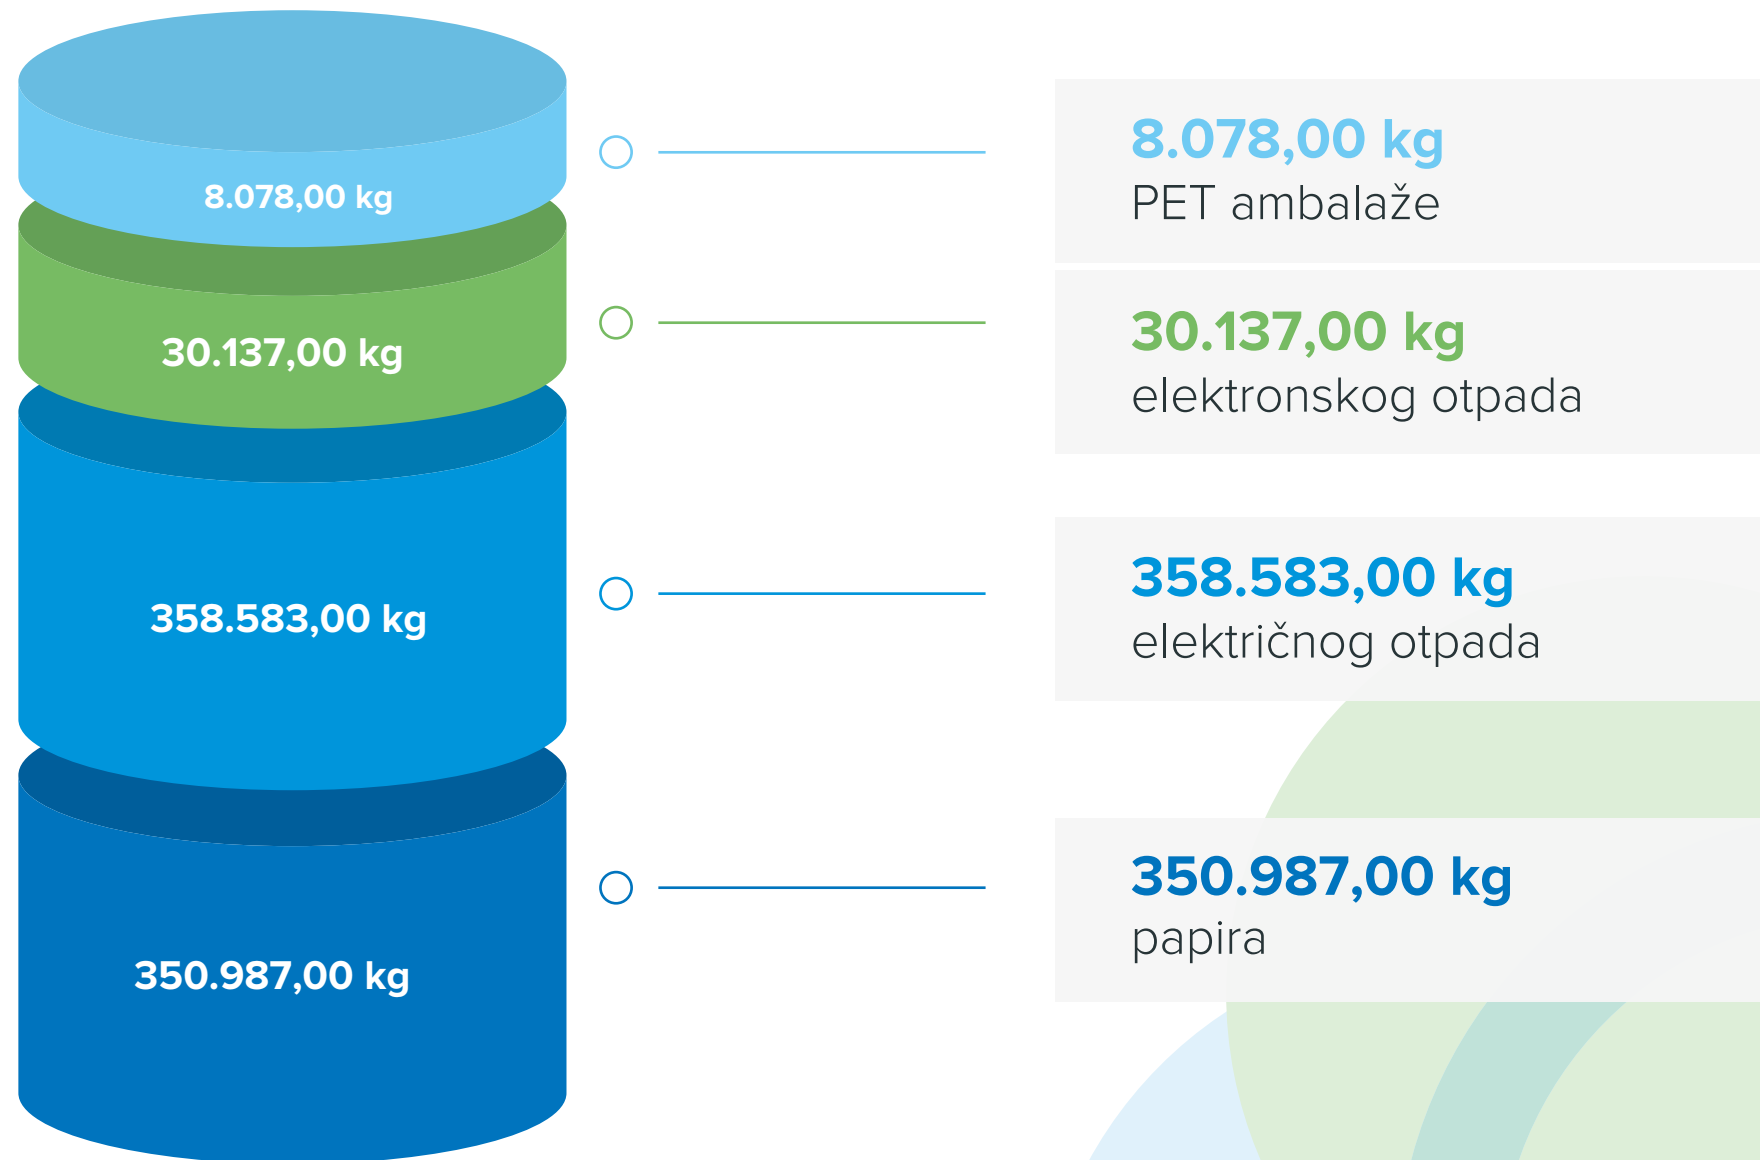 8.078,00 kg
30.137,00 kg
358.583,00 kg
350.987,00 kg
8.078,00 kg
PET ambalaže
30.137,00 kg
elektronskog otpada
358.583,00 kg
električnog otpada
350.987,00 kg
papira